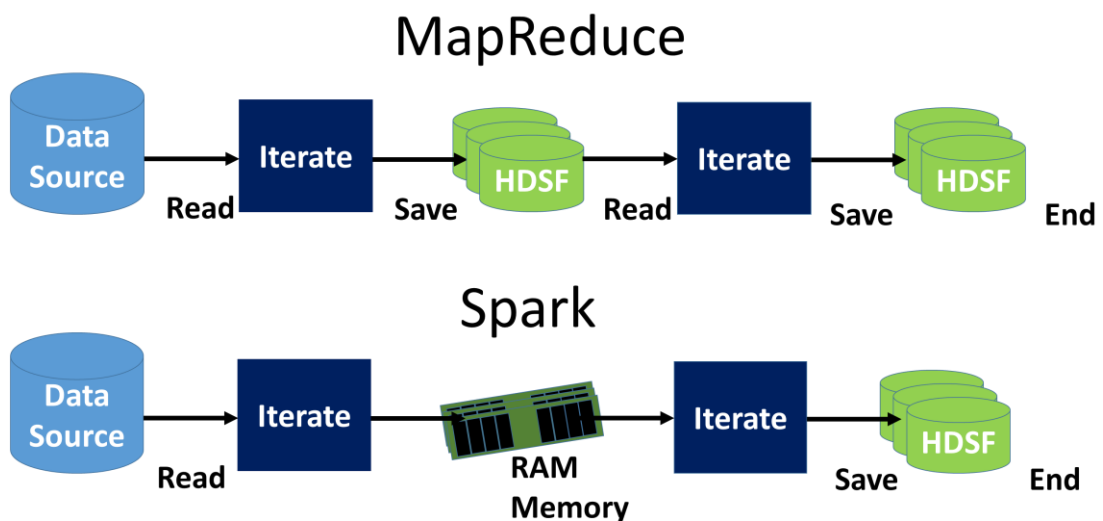 MapReduce
Data
Source
Read
Iterate
Save
HDSF
Read
Iterate
Save
HDSF
End
Spark
Data
Source
Read
Iterate
RAM
Memory
Iterate
Save
HDSF
End